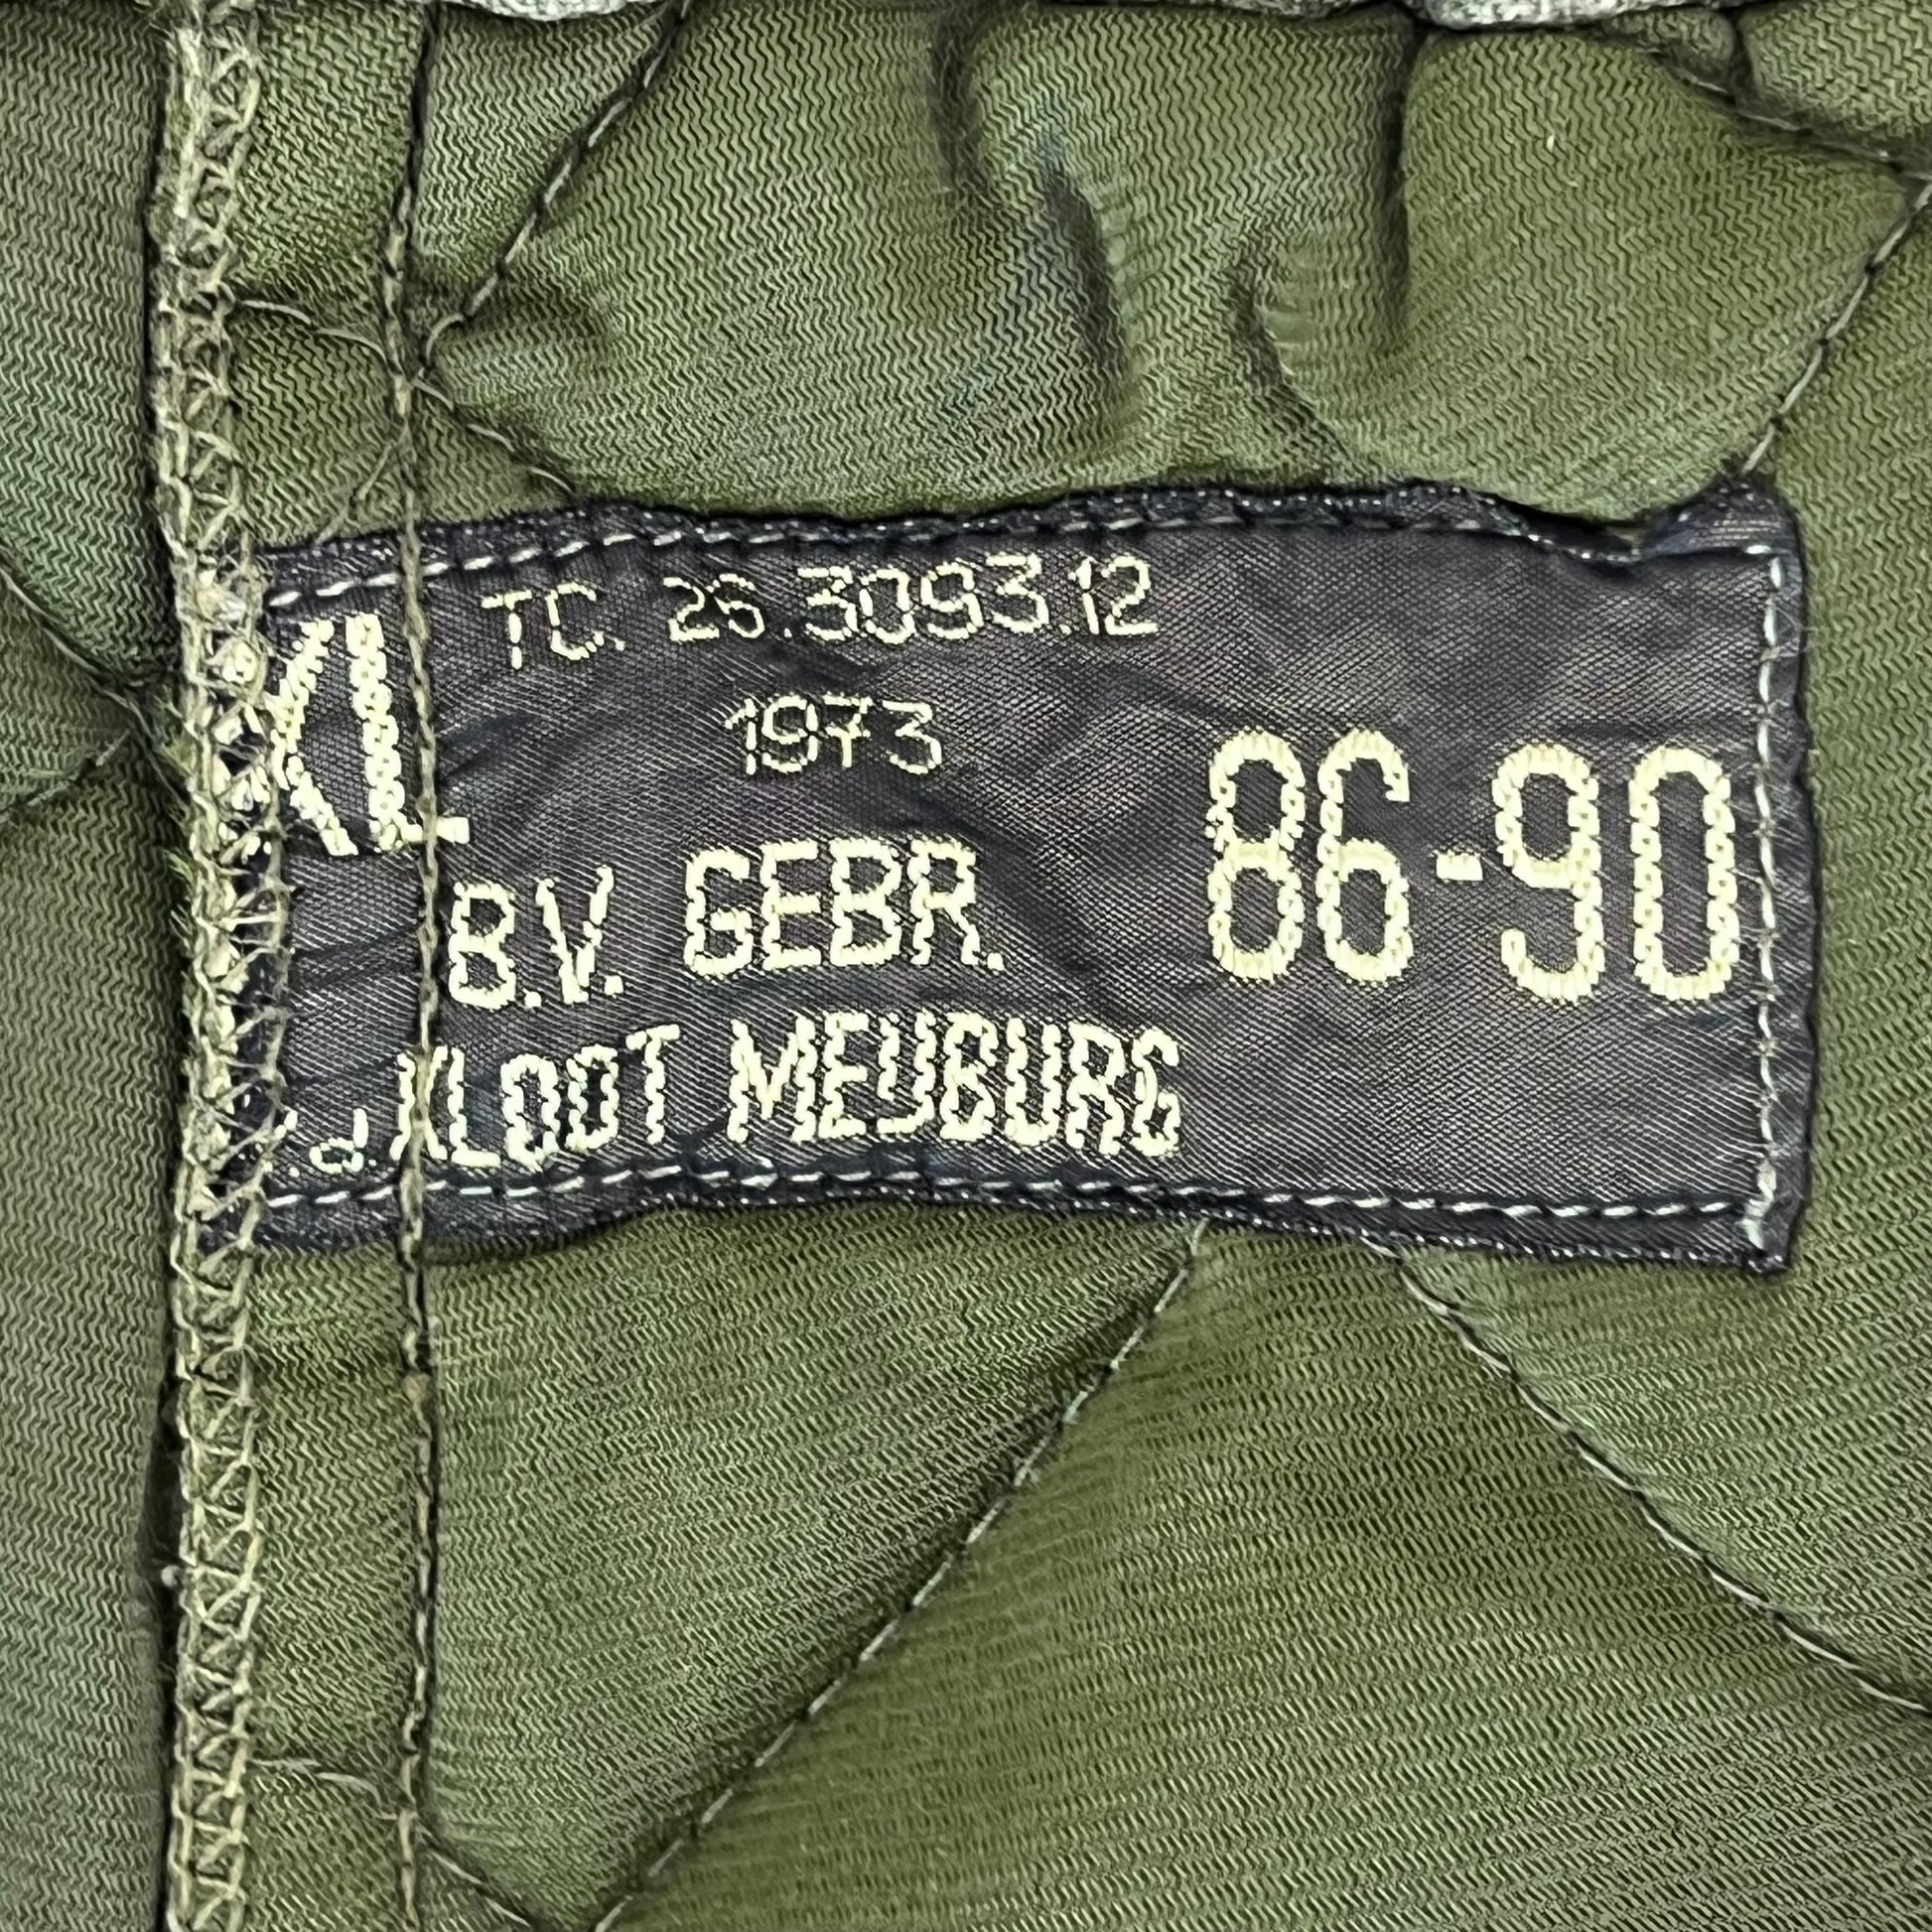 TC. 26.3093.12
XL
1973
86-90
B.V. GEBR.
v.d. KLOOT MEIJBURG